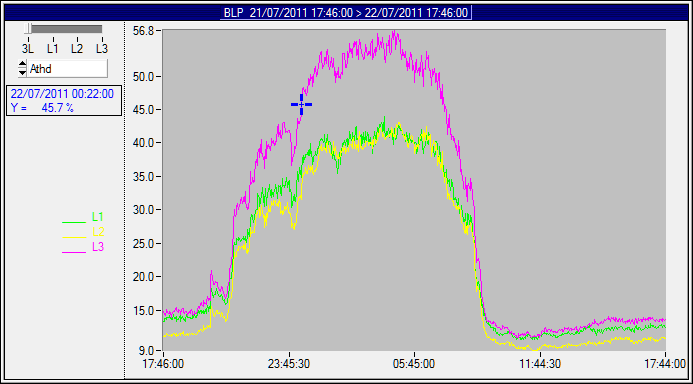 BLP 21/07/2011 17:46:00 > 22/07/2011 17:46:00
3L L1 L2 L3
Athd
22/07/2011 00:22:00
Y = 45.7 %
L1
L2
L3
56.8
50.0
45.0
40.0
35.0
30.0
25.0
20.0
15.0
9.0
17:46:00 23:45:30 05:45:00 11:44:30 17:44:00